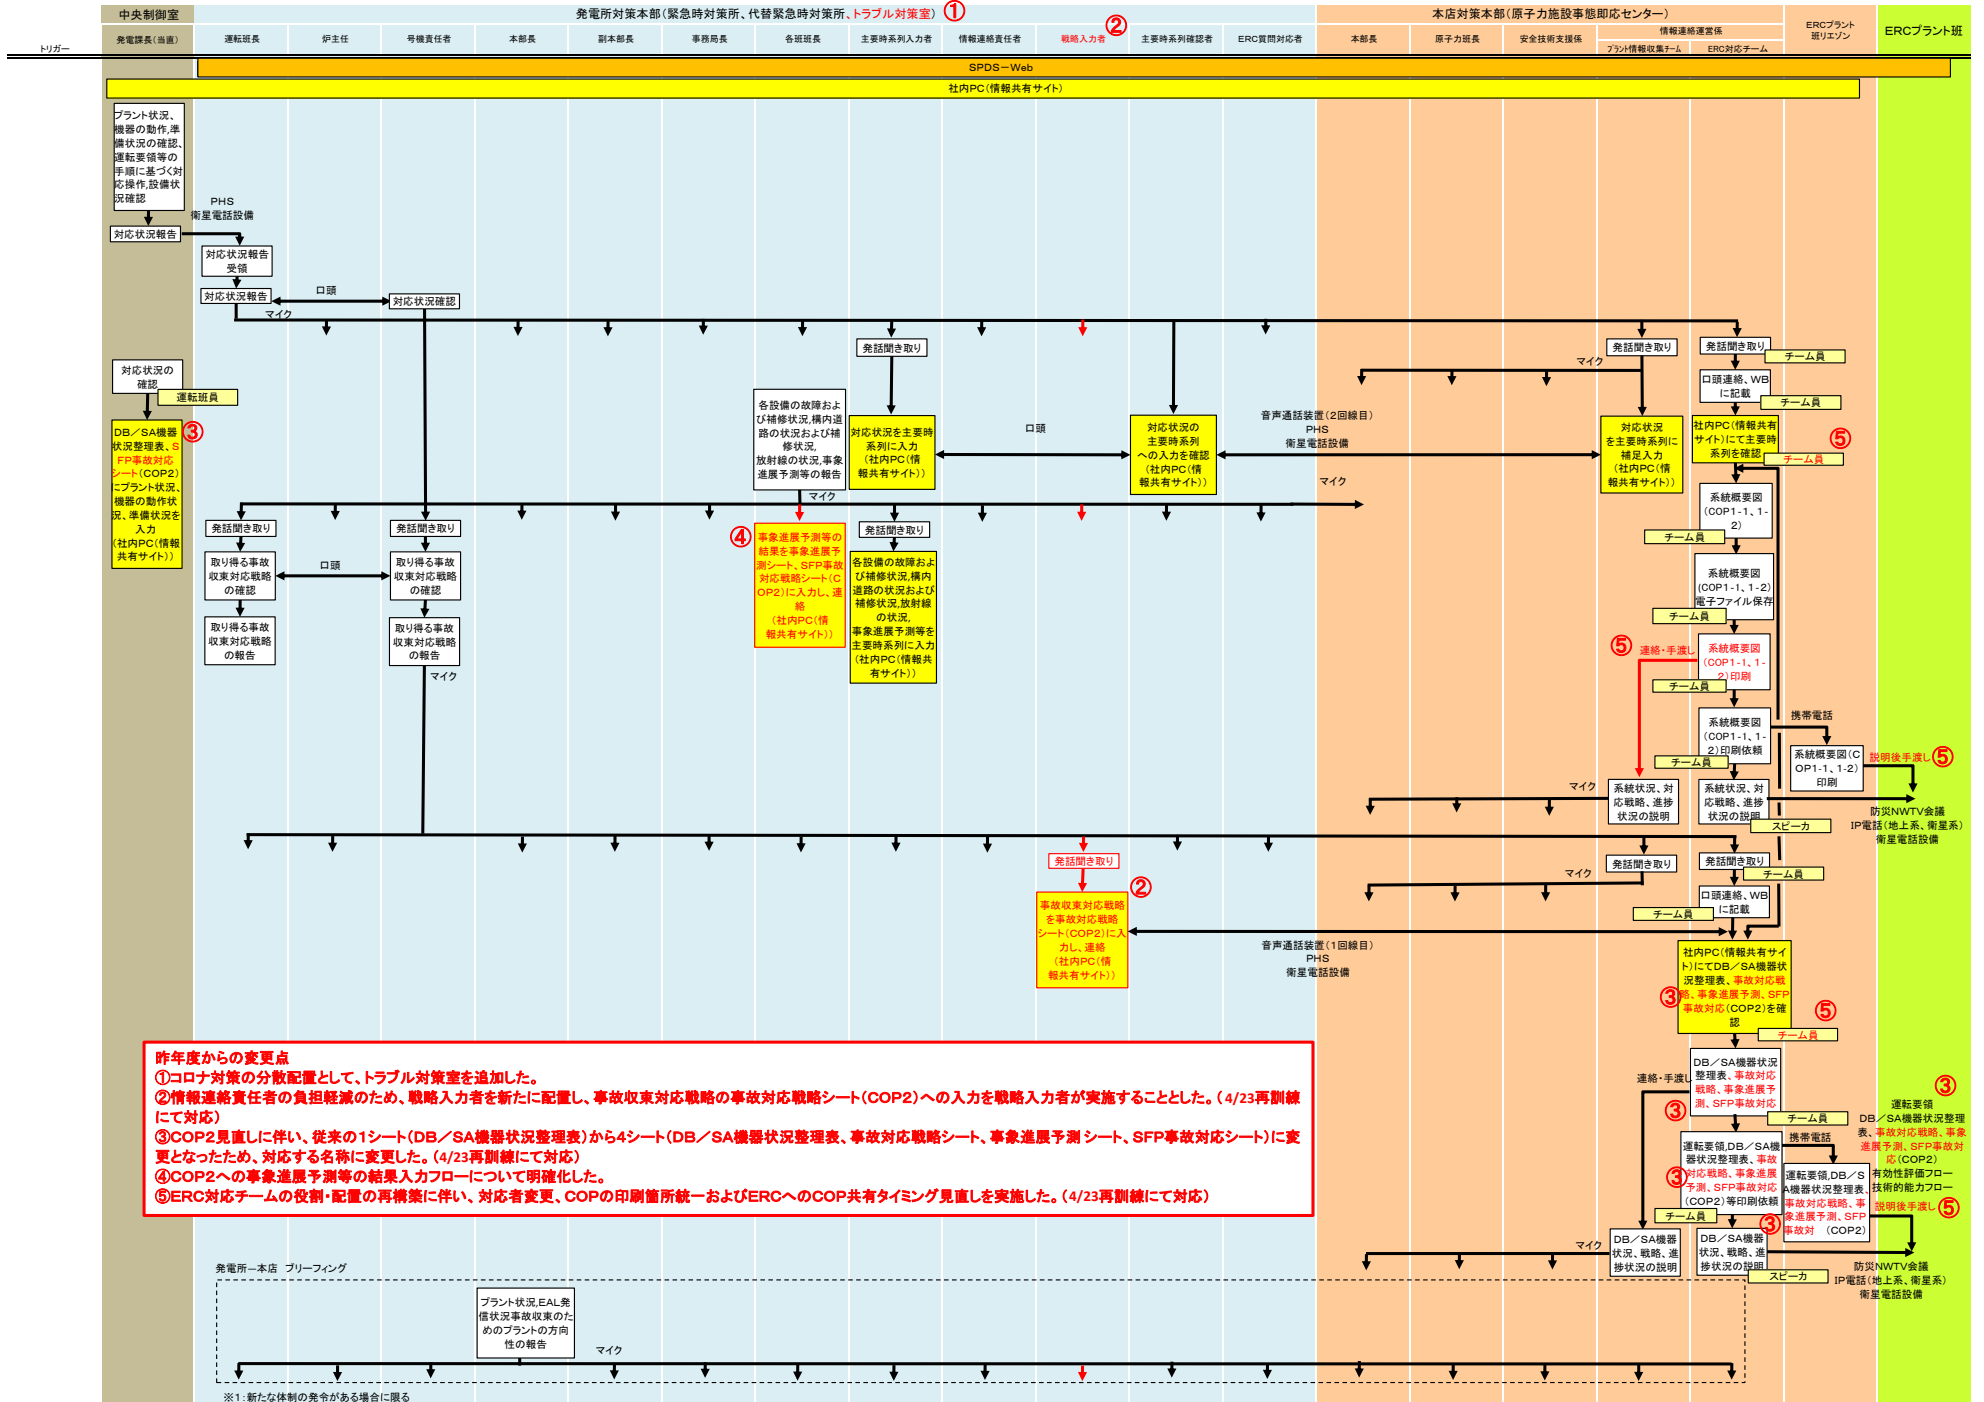 中央制御室
発電所対策本部(緊急時対策所、代替緊急時対策所、トラブル対策室)
①
本店対策本部(原子力施設事態即応センター)
ERCプラント
班リエゾン
ERCプラント班
トリガー
発電課長(当直)
運転班長
炉主任
号機責任者
本部長
副本部長
事務局長
各班班長
主要時系列入力者
情報連絡責任者
②
戦略入力者
主要時系列確認者
ERC質問対応者
本部長
原子力班長
安全技術支援係
情報連絡運営係
プラント情報収集チーム
ERC対応チーム
SPDS-Web
社内PC(情報共有サイト)
プラント状況、
機器の動作,準
備状況の確認、
運転要領等の
手順に基づく対
応操作,設備状
況確認
PHS
衛星電話設備
対応状況報告
対応状況報告
受領
対応状況報告
口頭
対応状況確認
マイク
発話聞き取り
発話聞き取り
発話聞き取り
チーム員
対応状況の
確認
運転班員
マイク
口頭連絡、WB
に記載
チーム員
DB/SA機器
状況整理表、S
FP事故対応
シート(COP2)
にプラント状況、
機器の動作状
況、準備状況を
入力
(社内PC(情報
共有サイト))
③
各設備の故障およ
び補修状況,構内道
路の状況および補
修状況,
放射線の状況,事象
進展予測等の報告
対応状況を主要時
系列に入力
(社内PC(情
報共有サイト))
口頭
対応状況の
主要時系列
への入力を確認
(社内PC(情
報共有サイト))
音声通話装置(2回線目)
PHS
衛星電話設備
対応状況
を主要時系列に
補足入力
(社内PC(情
報共有サイト))
社内PC(情報共有
サイト)にて主要時
系列を確認
⑤
チーム員
マイク
マイク
系統概要図
(COP1-1、1-
2)
チーム員
発話聞き取り
発話聞き取り
④
事象進展予測等の
結果を事象進展予
測シート、SFP事故
対応戦略シート(C
OP2)に入力し、連
絡
(社内PC(情
報共有サイト))
発話聞き取り
取り得る事故
収束対応戦略
の確認
口頭
取り得る事故
収束対応戦略
の確認
各設備の故障およ
び補修状況,構内
道路の状況および
補修状況,放射線
の状況,
事象進展予測等を
主要時系列に入力
(社内PC(情報共
有サイト))
系統概要図
(COP1-1、1-2)
電子ファイル保存
チーム員
取り得る事故
収束対応戦略
の報告
取り得る事故
収束対応戦略
の報告
マイク
⑤
連絡・手渡し
系統概要図
(COP1-1、1-
2)印刷
チーム員
系統概要図
(COP1-1、1-
2)印刷依頼
チーム員
携帯電話
系統概要図(C
OP1-1、1-2)
印刷
説明後手渡し
⑤
マイク
系統状況、対
応戦略、進捗
状況の説明
系統状況、対
応戦略、進捗
状況の説明
スピーカ
防災NWTV会議
IP電話(地上系、衛星系)
衛星電話設備
発話聞き取り
発話聞き取り
発話聞き取り
チーム員
マイク
②
事故収束対応戦略
を事故対応戦略
シート(COP2)に入
力し、連絡
(社内PC(情
報共有サイト))
口頭連絡、WB
に記載
チーム員
音声通話装置(1回線目)
PHS
衛星電話設備
社内PC(情報共有サイ
ト)にてDB/SA機器状
況整理表、事故対応戦
略、事象進展予測、SFP
事故対応(COP2)を確
認
③
⑤
チーム員
昨年度からの変更点
①コロナ対策の分散配置として、トラブル対策室を追加した。
②情報連絡責任者の負担軽減のため、戦略入力者を新たに配置し、事故収束対応戦略の事故対応戦略シート(COP2)への入力を戦略入力者が実施することとした。(4/23再訓練
にて対応)
③COP2見直しに伴い、従来の1シート(DB/SA機器状況整理表)から4シート(DB/SA機器状況整理表、事故対応戦略シート、事象進展予測シート、SFP事故対応シート)に変
更となったため、対応する名称に変更した。(4/23再訓練にて対応)
④COP2への事象進展予測等の結果入力フローについて明確化した。
⑤ERC対応チームの役割・配置の再構築に伴い、対応者変更、COPの印刷箇所統一およびERCへのCOP共有タイミング見直しを実施した。(4/23再訓練にて対応)
連絡・手渡し
DB/SA機器状況
整理表、事故対応
戦略、事象進展予
測、SFP事故対応
③
チーム員
運転要領,DB/SA機
器状況整理表、事故
対応戦略、事象進展
予測、SFP事故対応
(COP2)等印刷依頼
③
チーム員
携帯電話
運転要領,DB/S
A機器状況整理表、
事故対応戦略、事
象進展予測、SFP
事故対 (COP2)
③
③
運転要領
DB/SA機器状況整理
表、事故対応戦略、事象
進展予測、SFP事故対
応(COP2)
有効性評価フロー
技術的能力フロー
説明後手渡し
⑤
マイク
DB/SA機器
状況、戦略、進
捗状況の説明
DB/SA機器
状況、戦略、進
捗状況の説明
スピーカ
防災NWTV会議
IP電話(地上系、衛星系)
衛星電話設備
発電所-本店 ブリーフィング
プラント状況,EAL発
信状況事故収束のた
めのプラントの方向
性の報告
マイク
※1:新たな体制の発令がある場合に限る